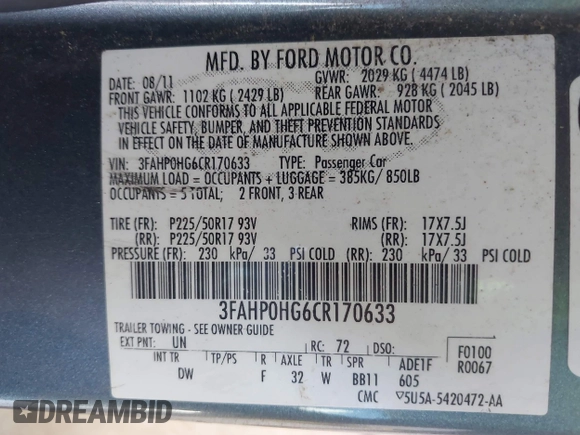 MFD. BY FORD MOTOR CO.
DATE: 08/11 GVWR: 2029 KG ( 4474 LB)
FRONT GAWR: 1102 KG ( 2429 LB) REAR GAWR: 928 KG ( 2045 LB)
THIS VEHICLE CONFORMS TO ALL APPLICABLE FEDERAL MOTOR
VEHICLE SAFETY, BUMPER, AND THEFT PREVENTION STANDARDS
IN EFFECT ON THE DATE OF MANUFACTURE SHOWN ABOVE.
VIN: 3FAHP0HG6CR170633 TYPE: Passenger Car
MAXIMUM LOAD = OCCUPANTS + LUGGAGE = 385KG/ 850LB
OCCUPANTS = 5 TOTAL; 2 FRONT, 3 REAR
TIRE (FR): P225/50R17 93V RIMS (FR): 17X7.5J
(RR): P225/50R17 93V (RR): 17X7.5J
PRESSURE (FR): 230 kPa/ 33 PSI COLD (RR): 230 kPa/ 33 PSI COLD
3FAHP0HG6CR170633
TRAILER TOWING - SEE OWNER GUIDE
EXT PNT: UN RC: 72 DSO: F0100
INT TR TP/PS R AXLE TR SPR ADE1F R0067
DW F 32 W BB11 605
CMC ▽5U5A-5420472-AA